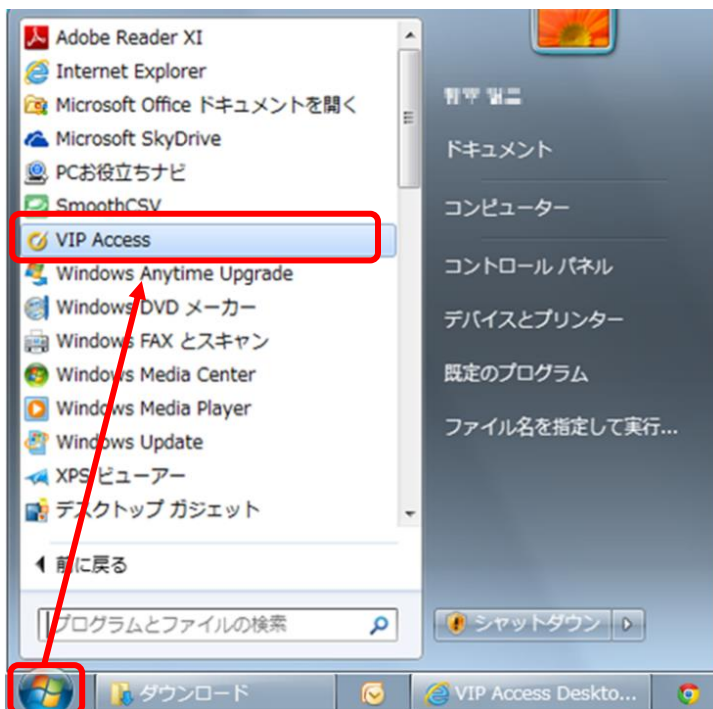 Adobe Reader XI
Internet Explorer
Microsoft Office ドキュメントを開く
Microsoft SkyDrive
PCお役立ちナビ
SmoothCSV
VIP Access
Windows Anytime Upgrade
Windows DVD メーカー
Windows FAX とスキャン
Windows Media Center
Windows Media Player
Windows Update
XPS ビューアー
デスクトップ ガジェット
前に戻る
プログラムとファイルの検索
ドキュメント
コンピューター
コントロール パネル
デバイスとプリンター
既定のプログラム
ファイル名を指定して実行...
シャットダウン
ダウンロード
VIP Access Deskto...